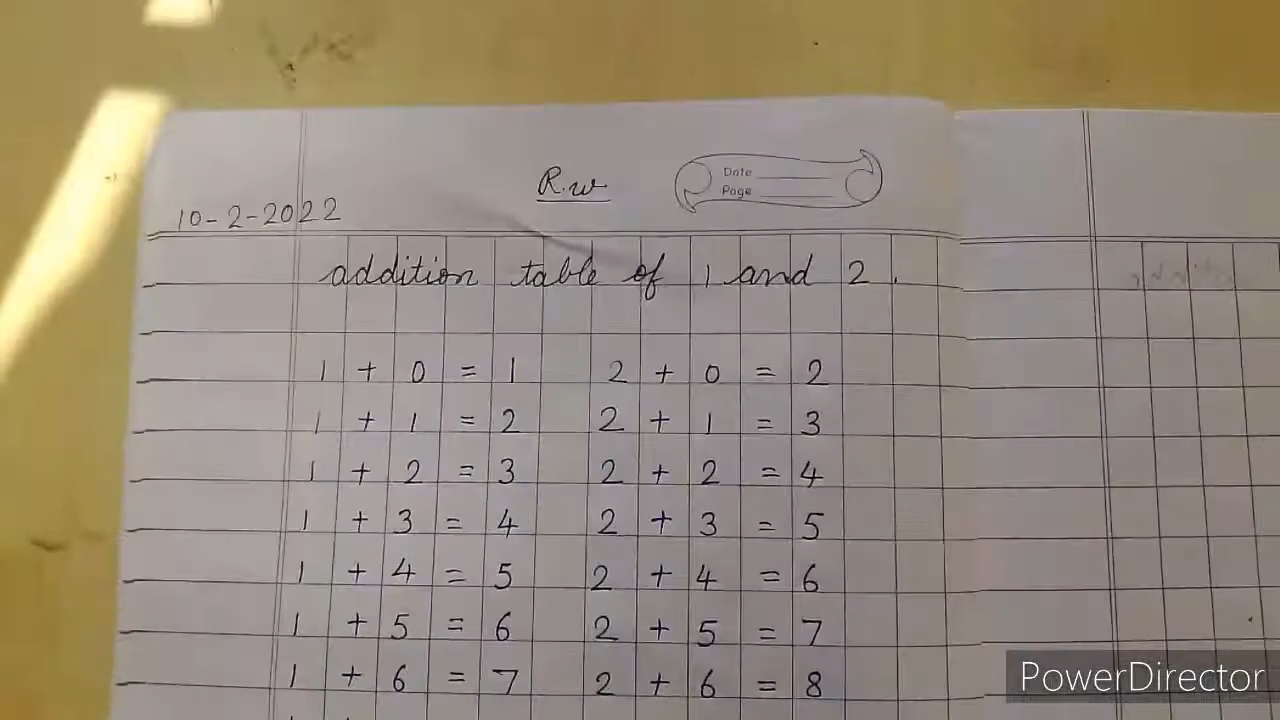 R.w
Date
Page
10-2-2022
addition table of 1 and 2.
1 + 0 = 1 2 + 0 = 2
1 + 1 = 2 2 + 1 = 3
1 + 2 = 3 2 + 2 = 4
1 + 3 = 4 2 + 3 = 5
1 + 4 = 5 2 + 4 = 6
1 + 5 = 6 2 + 5 = 7
1 + 6 = 7 2 + 6 = 8
PowerDirector